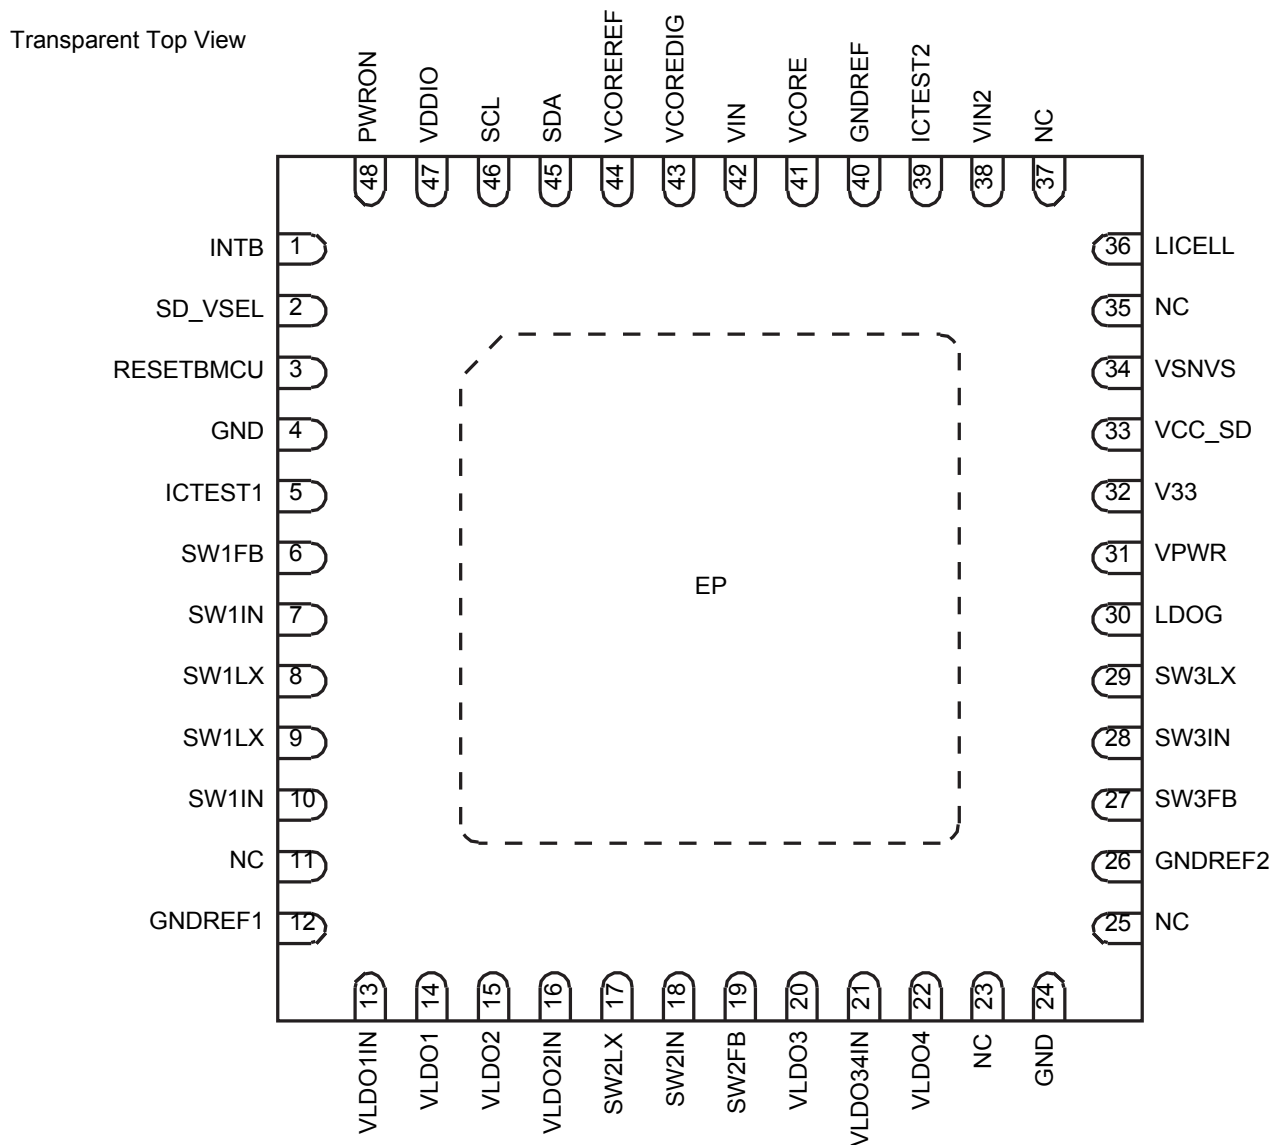 Transparent Top View
PWRON
VDDIO
SCL
SDA
VCOREREF
VCOREDIG
VIN
VCORE
GNDREF
ICTEST2
VIN2
NC
48
47
46
45
44
43
42
41
40
39
38
37
INTB 1
SD_VSEL 2
RESETBMCU 3
GND 4
ICTEST1 5
SW1FB 6
SW1IN 7
SW1LX 8
SW1LX 9
SW1IN 10
NC 11
GNDREF1 12
EP
36 LICELL
35 NC
34 VSNVS
33 VCC_SD
32 V33
31 VPWR
30 LDOG
29 SW3LX
28 SW3IN
27 SW3FB
26 GNDREF2
25 NC
13
14
15
16
17
18
19
20
21
22
23
24
VLDO1IN
VLDO1
VLDO2
VLDO2IN
SW2LX
SW2IN
SW2FB
VLDO3
VLDO34IN
VLDO4
NC
GND